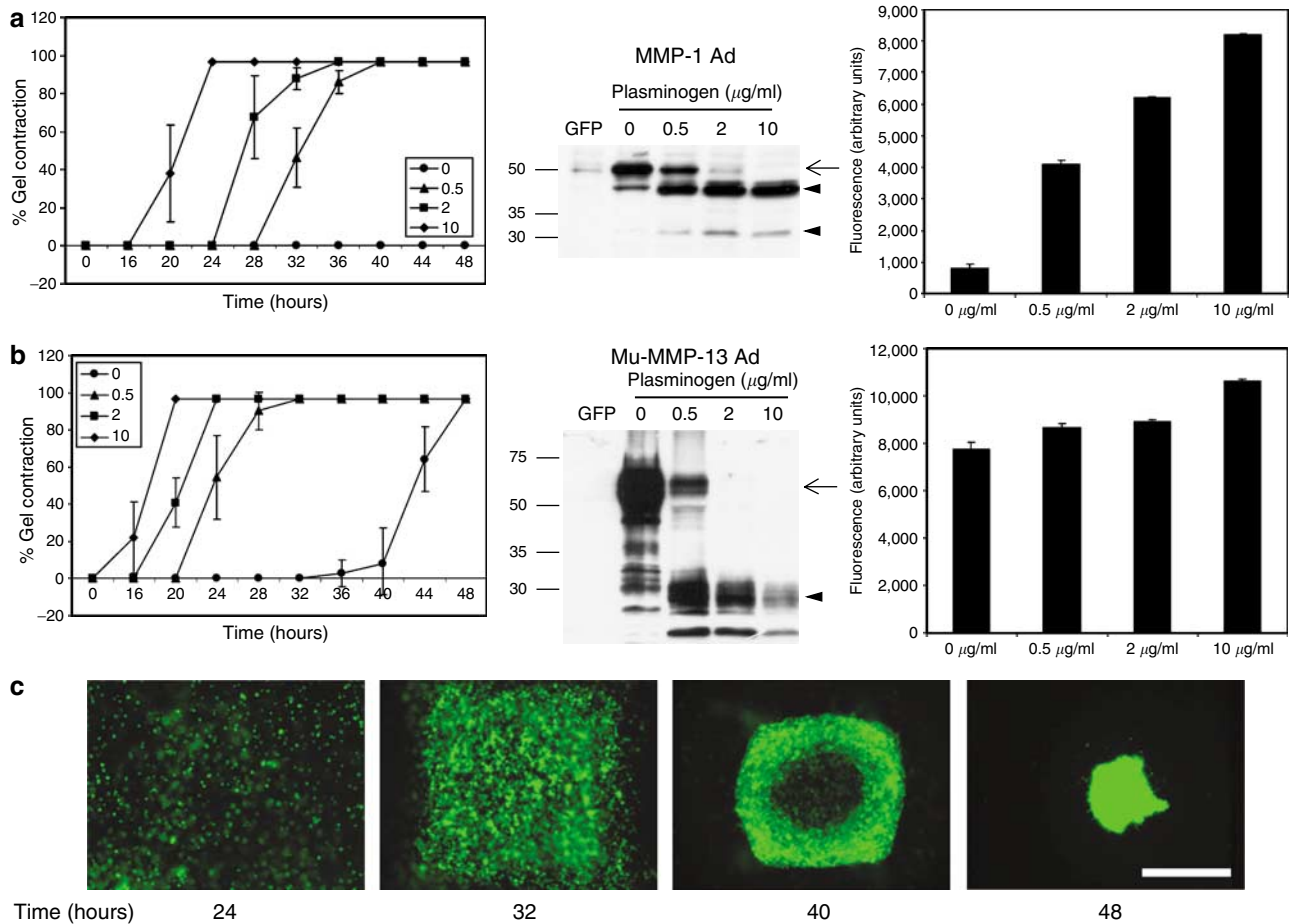 a
120
100
80
60
40
20
0
−20
% Gel contraction
0 16 20 24 28 32 36 40 44 48
Time (hours)
0
0.5
2
10
MMP-1 Ad
Plasminogen (μg/ml)
GFP 0 0.5 2 10
50
35
30
Fluorescence (arbitrary units)
9,000
8,000
7,000
6,000
5,000
4,000
3,000
2,000
1,000
0
0 μg/ml 0.5 μg/ml 2 μg/ml 10 μg/ml
b
120
100
80
60
40
20
0
−20
% Gel contraction
0 16 20 24 28 32 36 40 44 48
Time (hours)
0
0.5
2
10
Mu-MMP-13 Ad
Plasminogen (μg/ml)
GFP 0 0.5 2 10
75
50
35
30
Fluorescence (arbitrary units)
12,000
10,000
8,000
6,000
4,000
2,000
0
0 μg/ml 0.5 μg/ml 2 μg/ml 10 μg/ml
c
Time (hours) 24 32 40 48